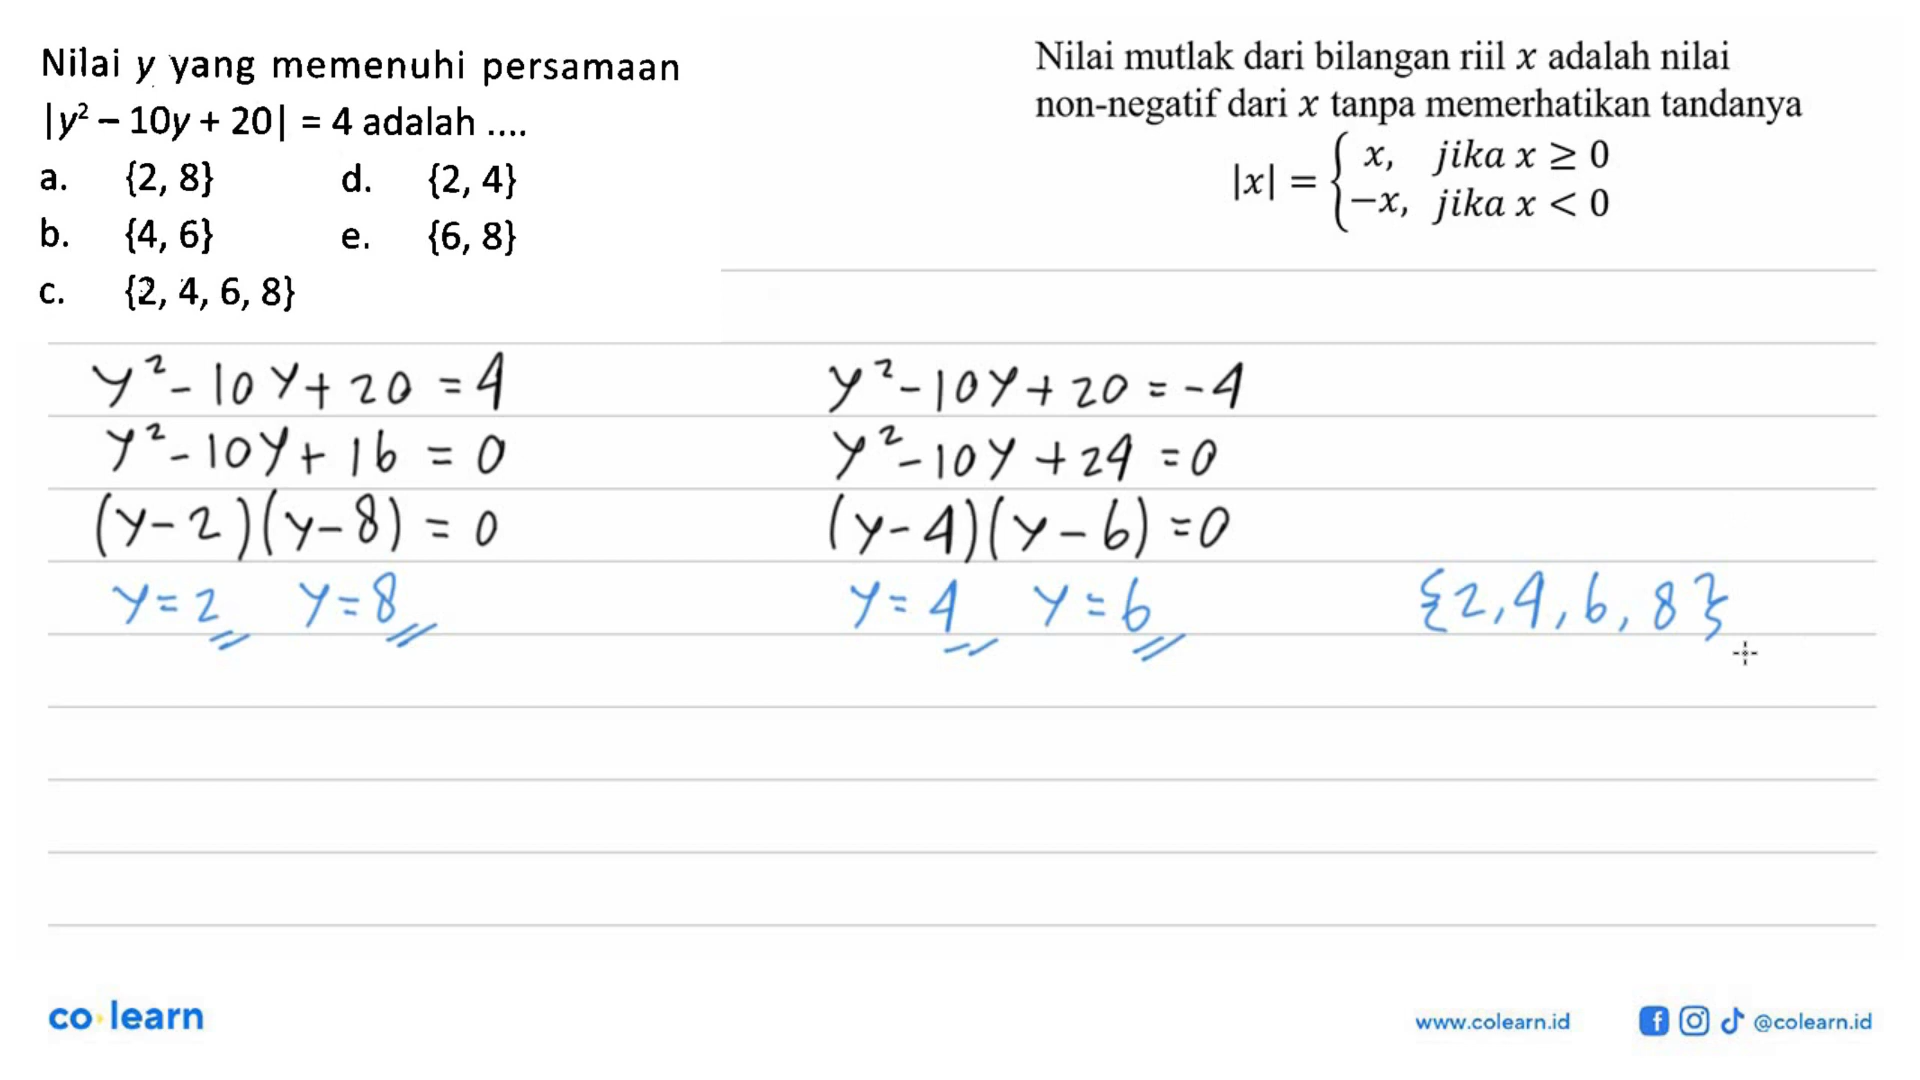 Nilai y yang memenuhi persamaan
|y² – 10y + 20| = 4 adalah ....
a. {2, 8} d. {2, 4}
b. {4, 6} e. {6, 8}
c. {2, 4, 6, 8}
Nilai mutlak dari bilangan riil x adalah nilai
non-negatif dari x tanpa memerhatikan tandanya
|x| = { x, jika x ≥ 0
−x, jika x < 0
y² - 10y + 20 = 4
y² - 10y + 16 = 0
(y - 2)(y - 8) = 0
y = 2 y = 8
y² - 10y + 20 = -4
y² - 10y + 24 = 0
(y - 4)(y - 6) = 0
y = 4 y = 6
{2, 4, 6, 8}
co learn
www.colearn.id
@colearn.id